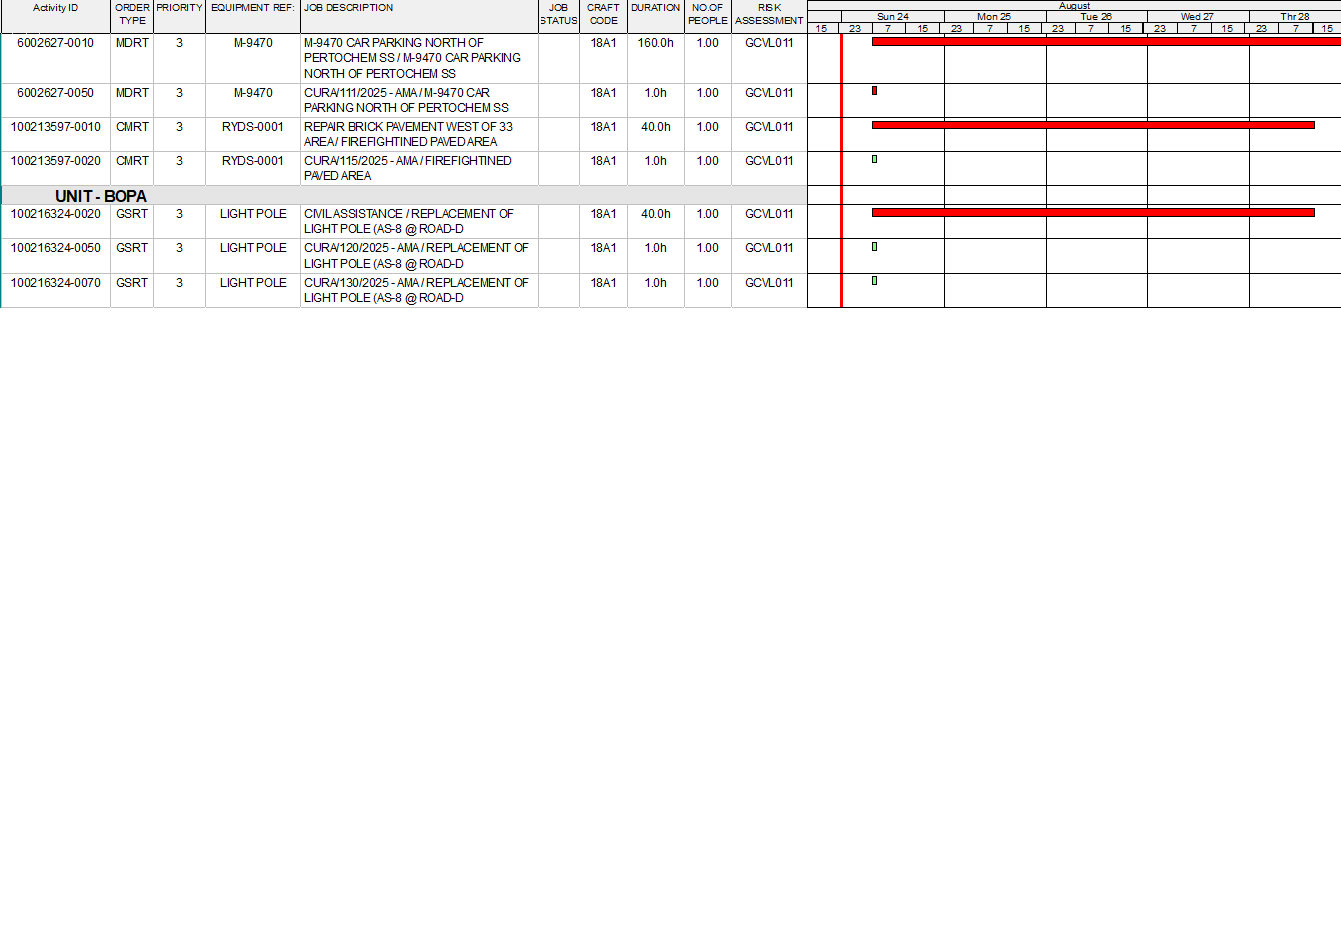 August
Activity ID ORDER PRIORITY EQUIPMENT REF: JOB DESCRIPTION JOB CRAFT DURATION NO.OF RISK
TYPE STATUS CODE PEOPLE ASSESSMENT
Sun 24 Mon 25 Tue 26 Wed 27 Thr 28
15 23 7 15 23 7 15 23 7 15 23 7 15 23 7 15
6002627-0010 MDRT 3 M-9470 M-9470 CAR PARKING NORTH OF 18A1 160.0h 1.00 GCVL011
PERTOCHEM SS / M-9470 CAR PARKING
NORTH OF PERTOCHEM SS
6002627-0050 MDRT 3 M-9470 CURA/111/2025 - AMA / M-9470 CAR 18A1 1.0h 1.00 GCVL011
PARKING NORTH OF PERTOCHEM SS
100213597-0010 CMRT 3 RYDS-0001 REPAIR BRICK PAVEMENT WEST OF 33 18A1 40.0h 1.00 GCVL011
AREA / FIREFIGHTINED PAVED AREA
100213597-0020 CMRT 3 RYDS-0001 CURA/115/2025 - AMA / FIREFIGHTINED 18A1 1.0h 1.00 GCVL011
PAVED AREA
UNIT - BOPA
100216324-0020 GSRT 3 LIGHT POLE CIVIL ASSISTANCE / REPLACEMENT OF 18A1 40.0h 1.00 GCVL011
LIGHT POLE (AS-8 @ ROAD-D
100216324-0050 GSRT 3 LIGHT POLE CURA/120/2025 - AMA / REPLACEMENT OF 18A1 1.0h 1.00 GCVL011
LIGHT POLE (AS-8 @ ROAD-D
100216324-0070 GSRT 3 LIGHT POLE CURA/130/2025 - AMA / REPLACEMENT OF 18A1 1.0h 1.00 GCVL011
LIGHT POLE (AS-8 @ ROAD-D